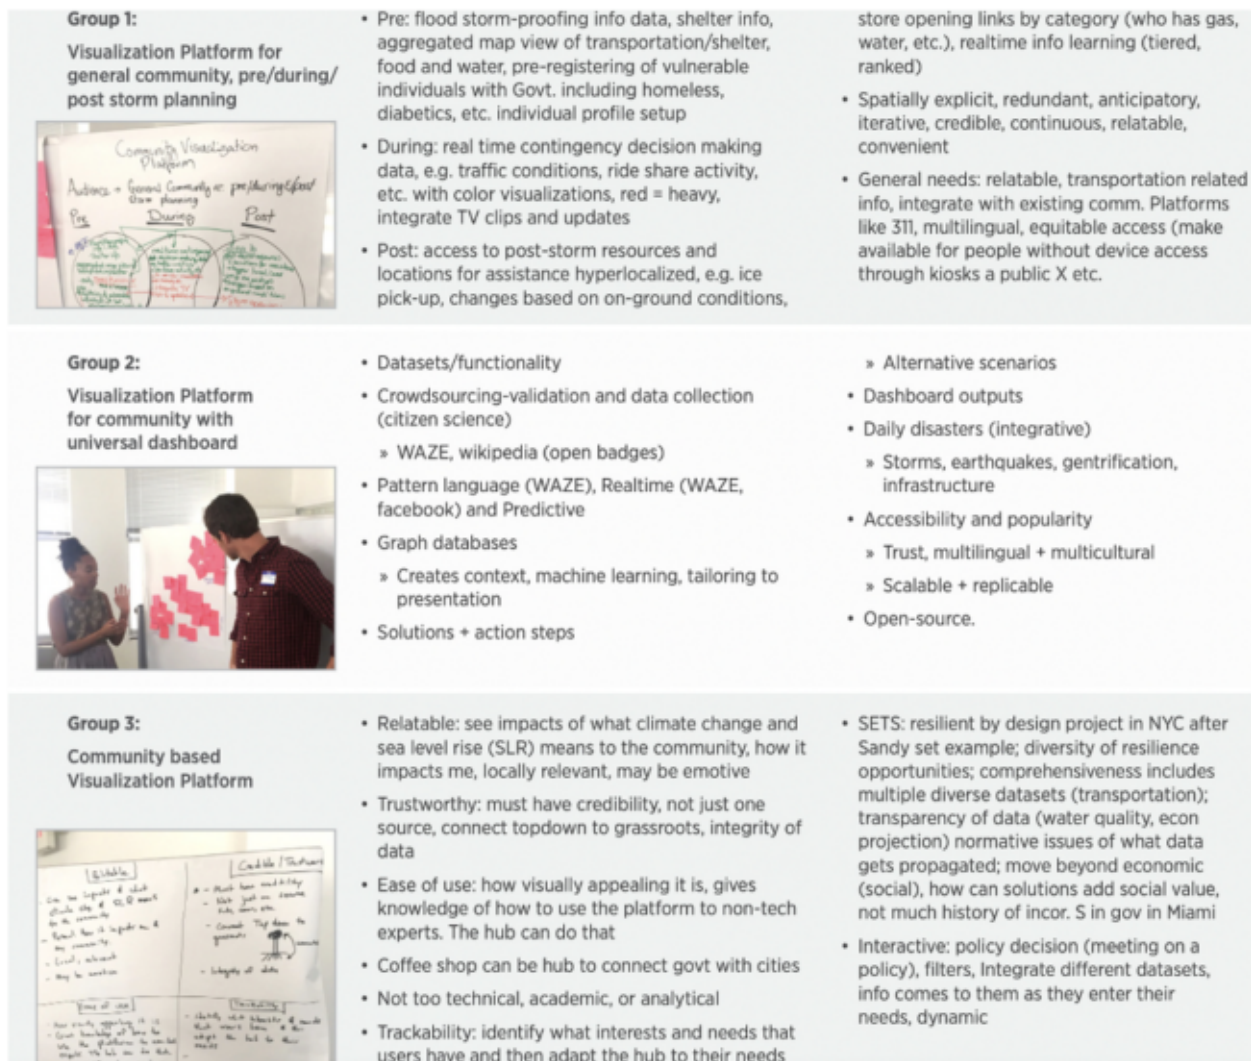 Group 1:
Visualization Platform for
general community, pre/during/
post storm planning
Community Visualization
Platform
Audience → General Community → pre/during/post
storm planning
Pre During Post
• Pre: flood storm-proofing info data, shelter info,
aggregated map view of transportation/shelter,
food and water, pre-registering of vulnerable
individuals with Govt. including homeless,
diabetics, etc. individual profile setup
• During: real time contingency decision making
data, e.g. traffic conditions, ride share activity,
etc. with color visualizations, red = heavy,
integrate TV clips and updates
• Post: access to post-storm resources and
locations for assistance hyperlocalized, e.g. ice
pick-up, changes based on on-ground conditions,
store opening links by category (who has gas,
water, etc.), realtime info learning (tiered,
ranked)
• Spatially explicit, redundant, anticipatory,
iterative, credible, continuous, relatable,
convenient
• General needs: relatable, transportation related
info, integrate with existing comm. Platforms
like 311, multilingual, equitable access (make
available for people without device access
through kiosks a public X etc.
Group 2:
Visualization Platform
for community with
universal dashboard
• Datasets/functionality
• Crowdsourcing-validation and data collection
(citizen science)
» WAZE, wikipedia (open badges)
• Pattern language (WAZE), Realtime (WAZE,
facebook) and Predictive
• Graph databases
» Creates context, machine learning, tailoring to
presentation
• Solutions + action steps
» Alternative scenarios
• Dashboard outputs
• Daily disasters (integrative)
» Storms, earthquakes, gentrification,
infrastructure
• Accessibility and popularity
» Trust, multilingual + multicultural
» Scalable + replicable
• Open-source.
Group 3:
Community based
Visualization Platform
Relatable
Ease of use
Trackability
• Relatable: see impacts of what climate change and
sea level rise (SLR) means to the community, how it
impacts me, locally relevant, may be emotive
• Trustworthy: must have credibility, not just one
source, connect topdown to grassroots, integrity of
data
• Ease of use: how visually appealing it is, gives
knowledge of how to use the platform to non-tech
experts. The hub can do that
• Coffee shop can be hub to connect govt with cities
• Not too technical, academic, or analytical
• Trackability: identify what interests and needs that
users have and then adapt the hub to their needs
• SETS: resilient by design project in NYC after
Sandy set example; diversity of resilience
opportunities; comprehensiveness includes
multiple diverse datasets (transportation);
transparency of data (water quality, econ
projection) normative issues of what data
gets propagated; move beyond economic
(social), how can solutions add social value,
not much history of incor. S in gov in Miami
• Interactive: policy decision (meeting on a
policy), filters, Integrate different datasets,
info comes to them as they enter their
needs, dynamic